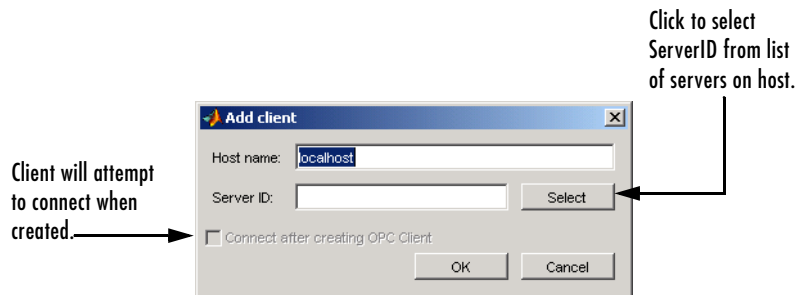 Click to select
ServerID from list
of servers on host.
Add client
Host name: localhost
Client will attempt
to connect when
created.
Server ID: Select
Connect after creating OPC Client
OK Cancel